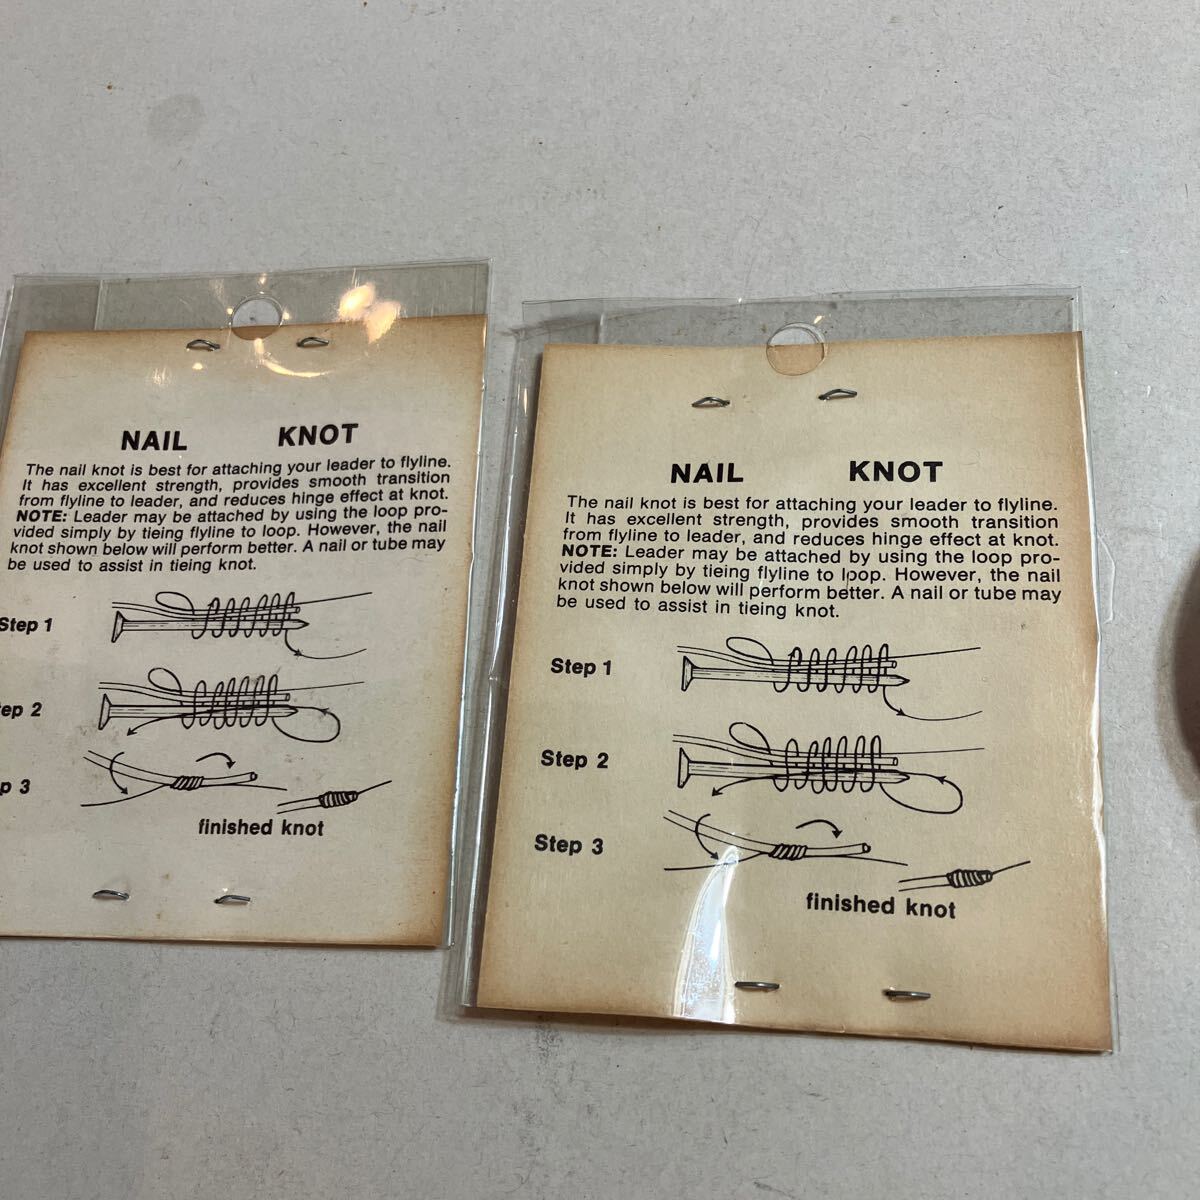 NAIL KNOT
The nail knot is best for attaching your leader to flyline.
It has excellent strength, provides smooth transition
from flyline to leader, and reduces hinge effect at knot.
NOTE: Leader may be attached by using the loop pro-
vided simply by tieing flyline to loop. However, the nail
knot shown below will perform better. A nail or tube may
be used to assist in tieing knot.
Step 1
ep 2
p 3
finished knot
NAIL KNOT
The nail knot is best for attaching your leader to flyline.
It has excellent strength, provides smooth transition
from flyline to leader, and reduces hinge effect at knot.
NOTE: Leader may be attached by using the loop pro-
vided simply by tieing flyline to loop. However, the nail
knot shown below will perform better. A nail or tube may
be used to assist in tieing knot.
Step 1
Step 2
Step 3
finished knot